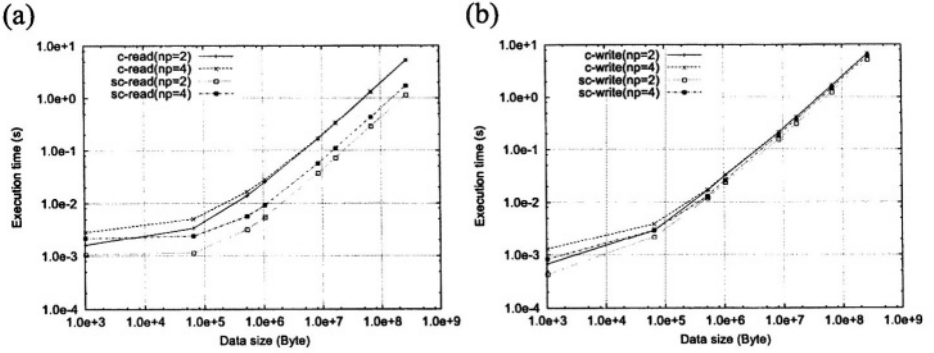 (a)
1.0e+1
1.0e+0
1.0e-1
1.0e-2
1.0e-3
1.0e-4
Execution time (s)
c-read(np=2)
c-read(np=4)
sc-read(np=2)
sc-read(np=4)
1.0e+3 1.0e+4 1.0e+5 1.0e+6 1.0e+7 1.0e+8 1.0e+9
Data size (Byte)
(b)
1.0e+1
1.0e+0
1.0e-1
1.0e-2
1.0e-3
1.0e-4
Execution time (s)
c-write(np=2)
c-write(np=4)
sc-write(np=2)
sc-write(np=4)
1.0e+3 1.0e+4 1.0e+5 1.0e+6 1.0e+7 1.0e+8 1.0e+9
Data size (Byte)